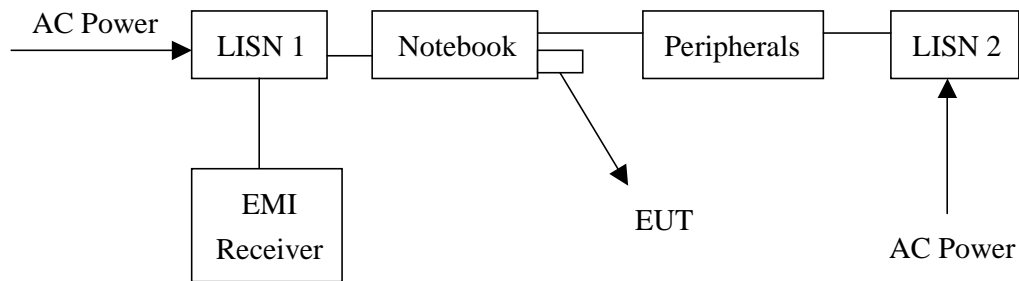 AC Power
LISN 1
Notebook
Peripherals
LISN 2
EMI
Receiver
EUT
AC Power